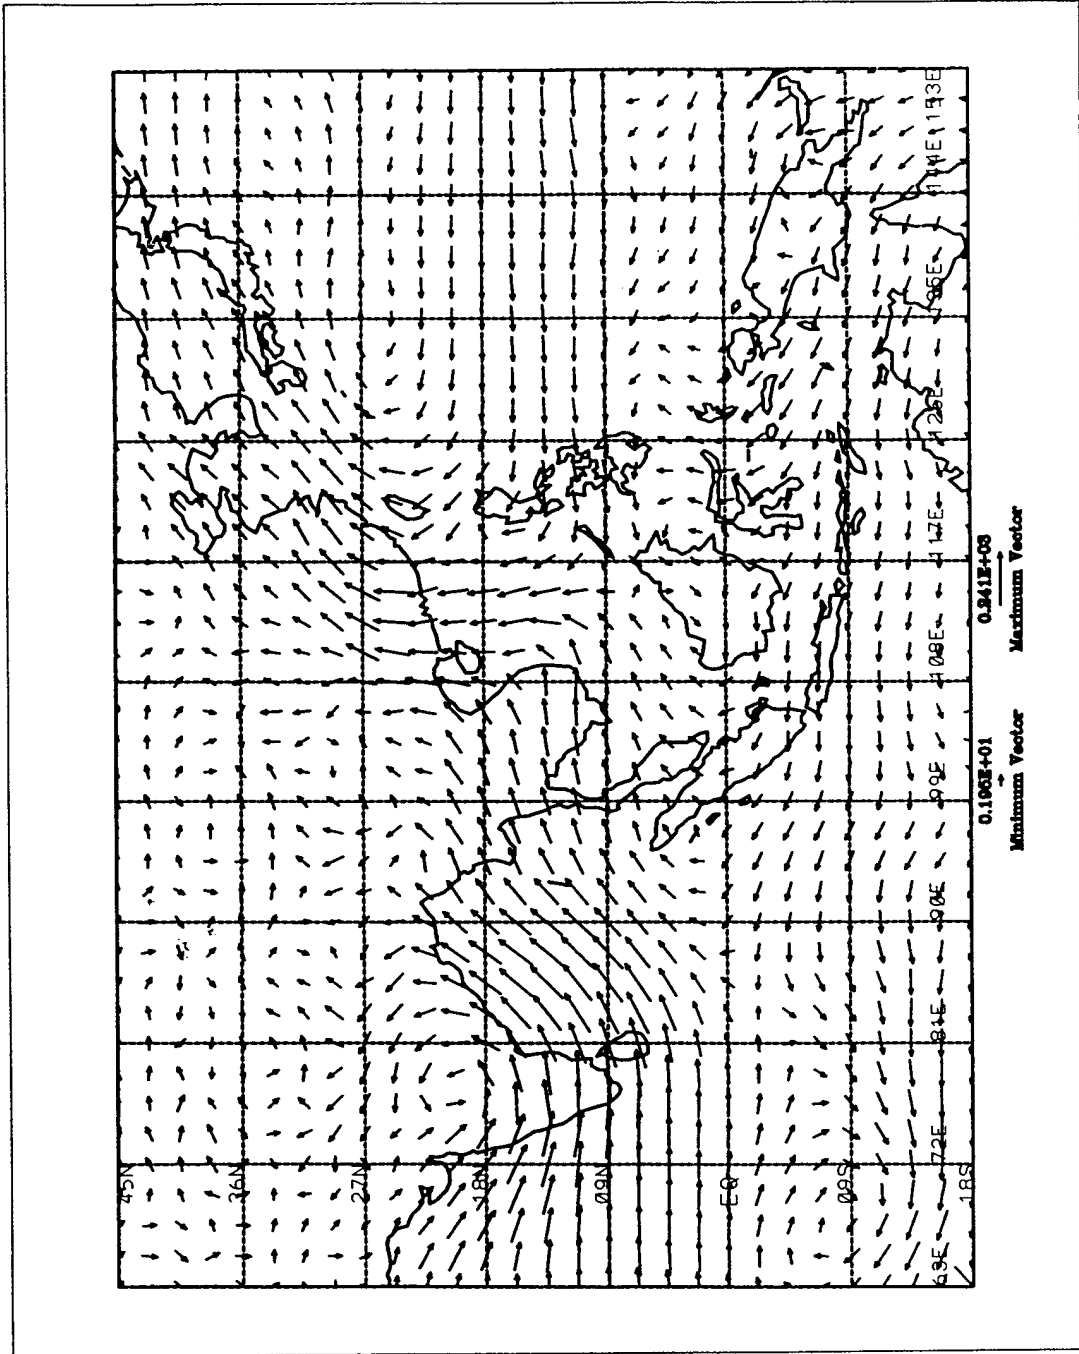 45N
36N
27N
18N
09N
EQ
09S
18S
63E
72E
81E
90E
99E
108E
117E
126E
135E
144E
153E
0.195E+01
Minimum Vector
0.241E+03
Maximum Vector